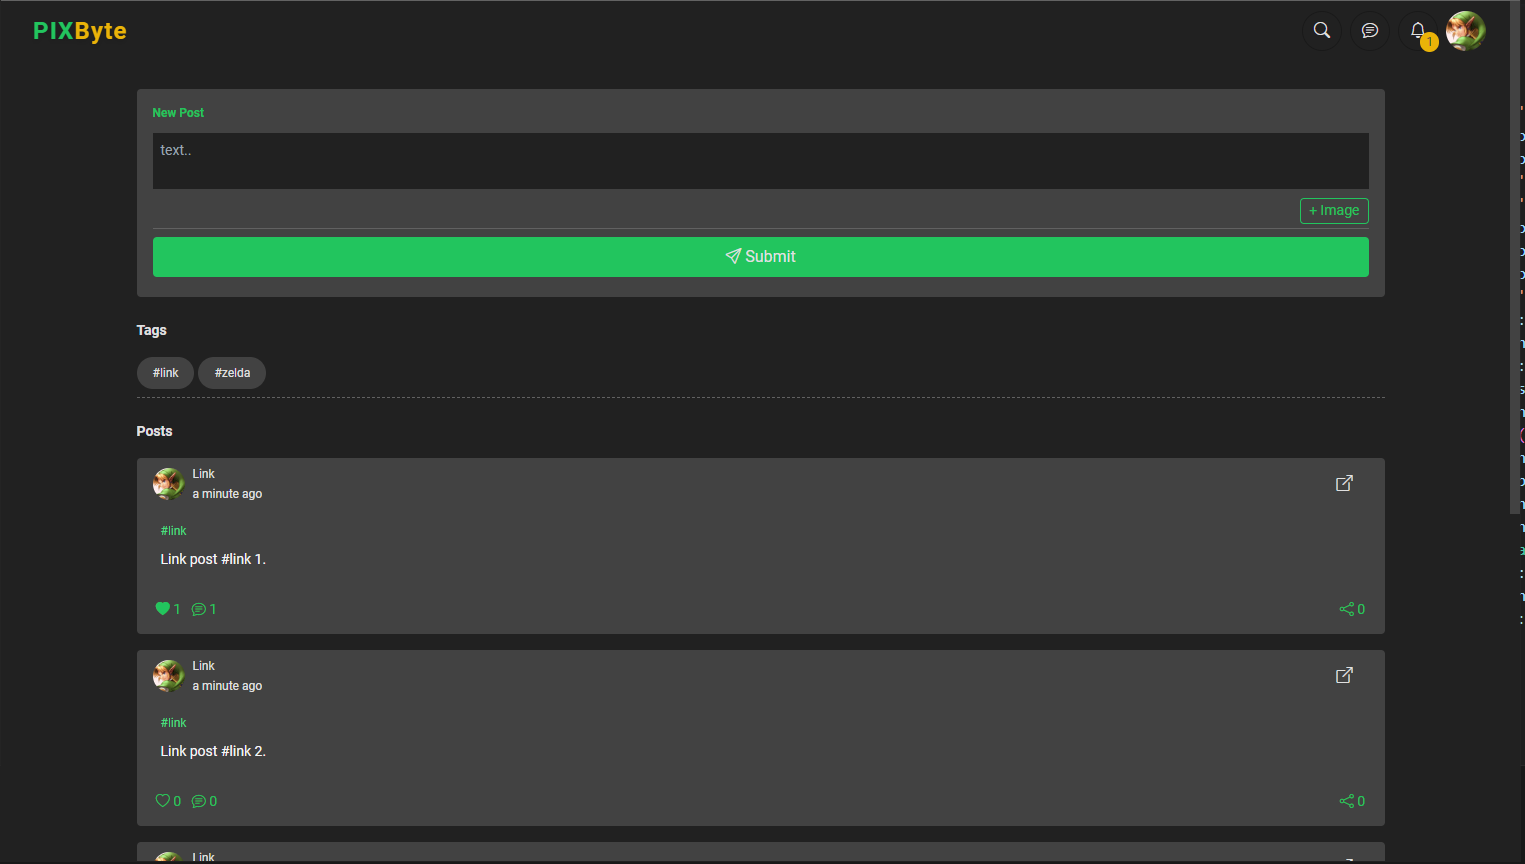 PIXByte
1
New Post
text..
+ Image
Submit
Tags
#link #zelda
Posts
Link
a minute ago
#link
Link post #link 1.
1 1 0
Link
a minute ago
#link
Link post #link 2.
0 0 0
Link